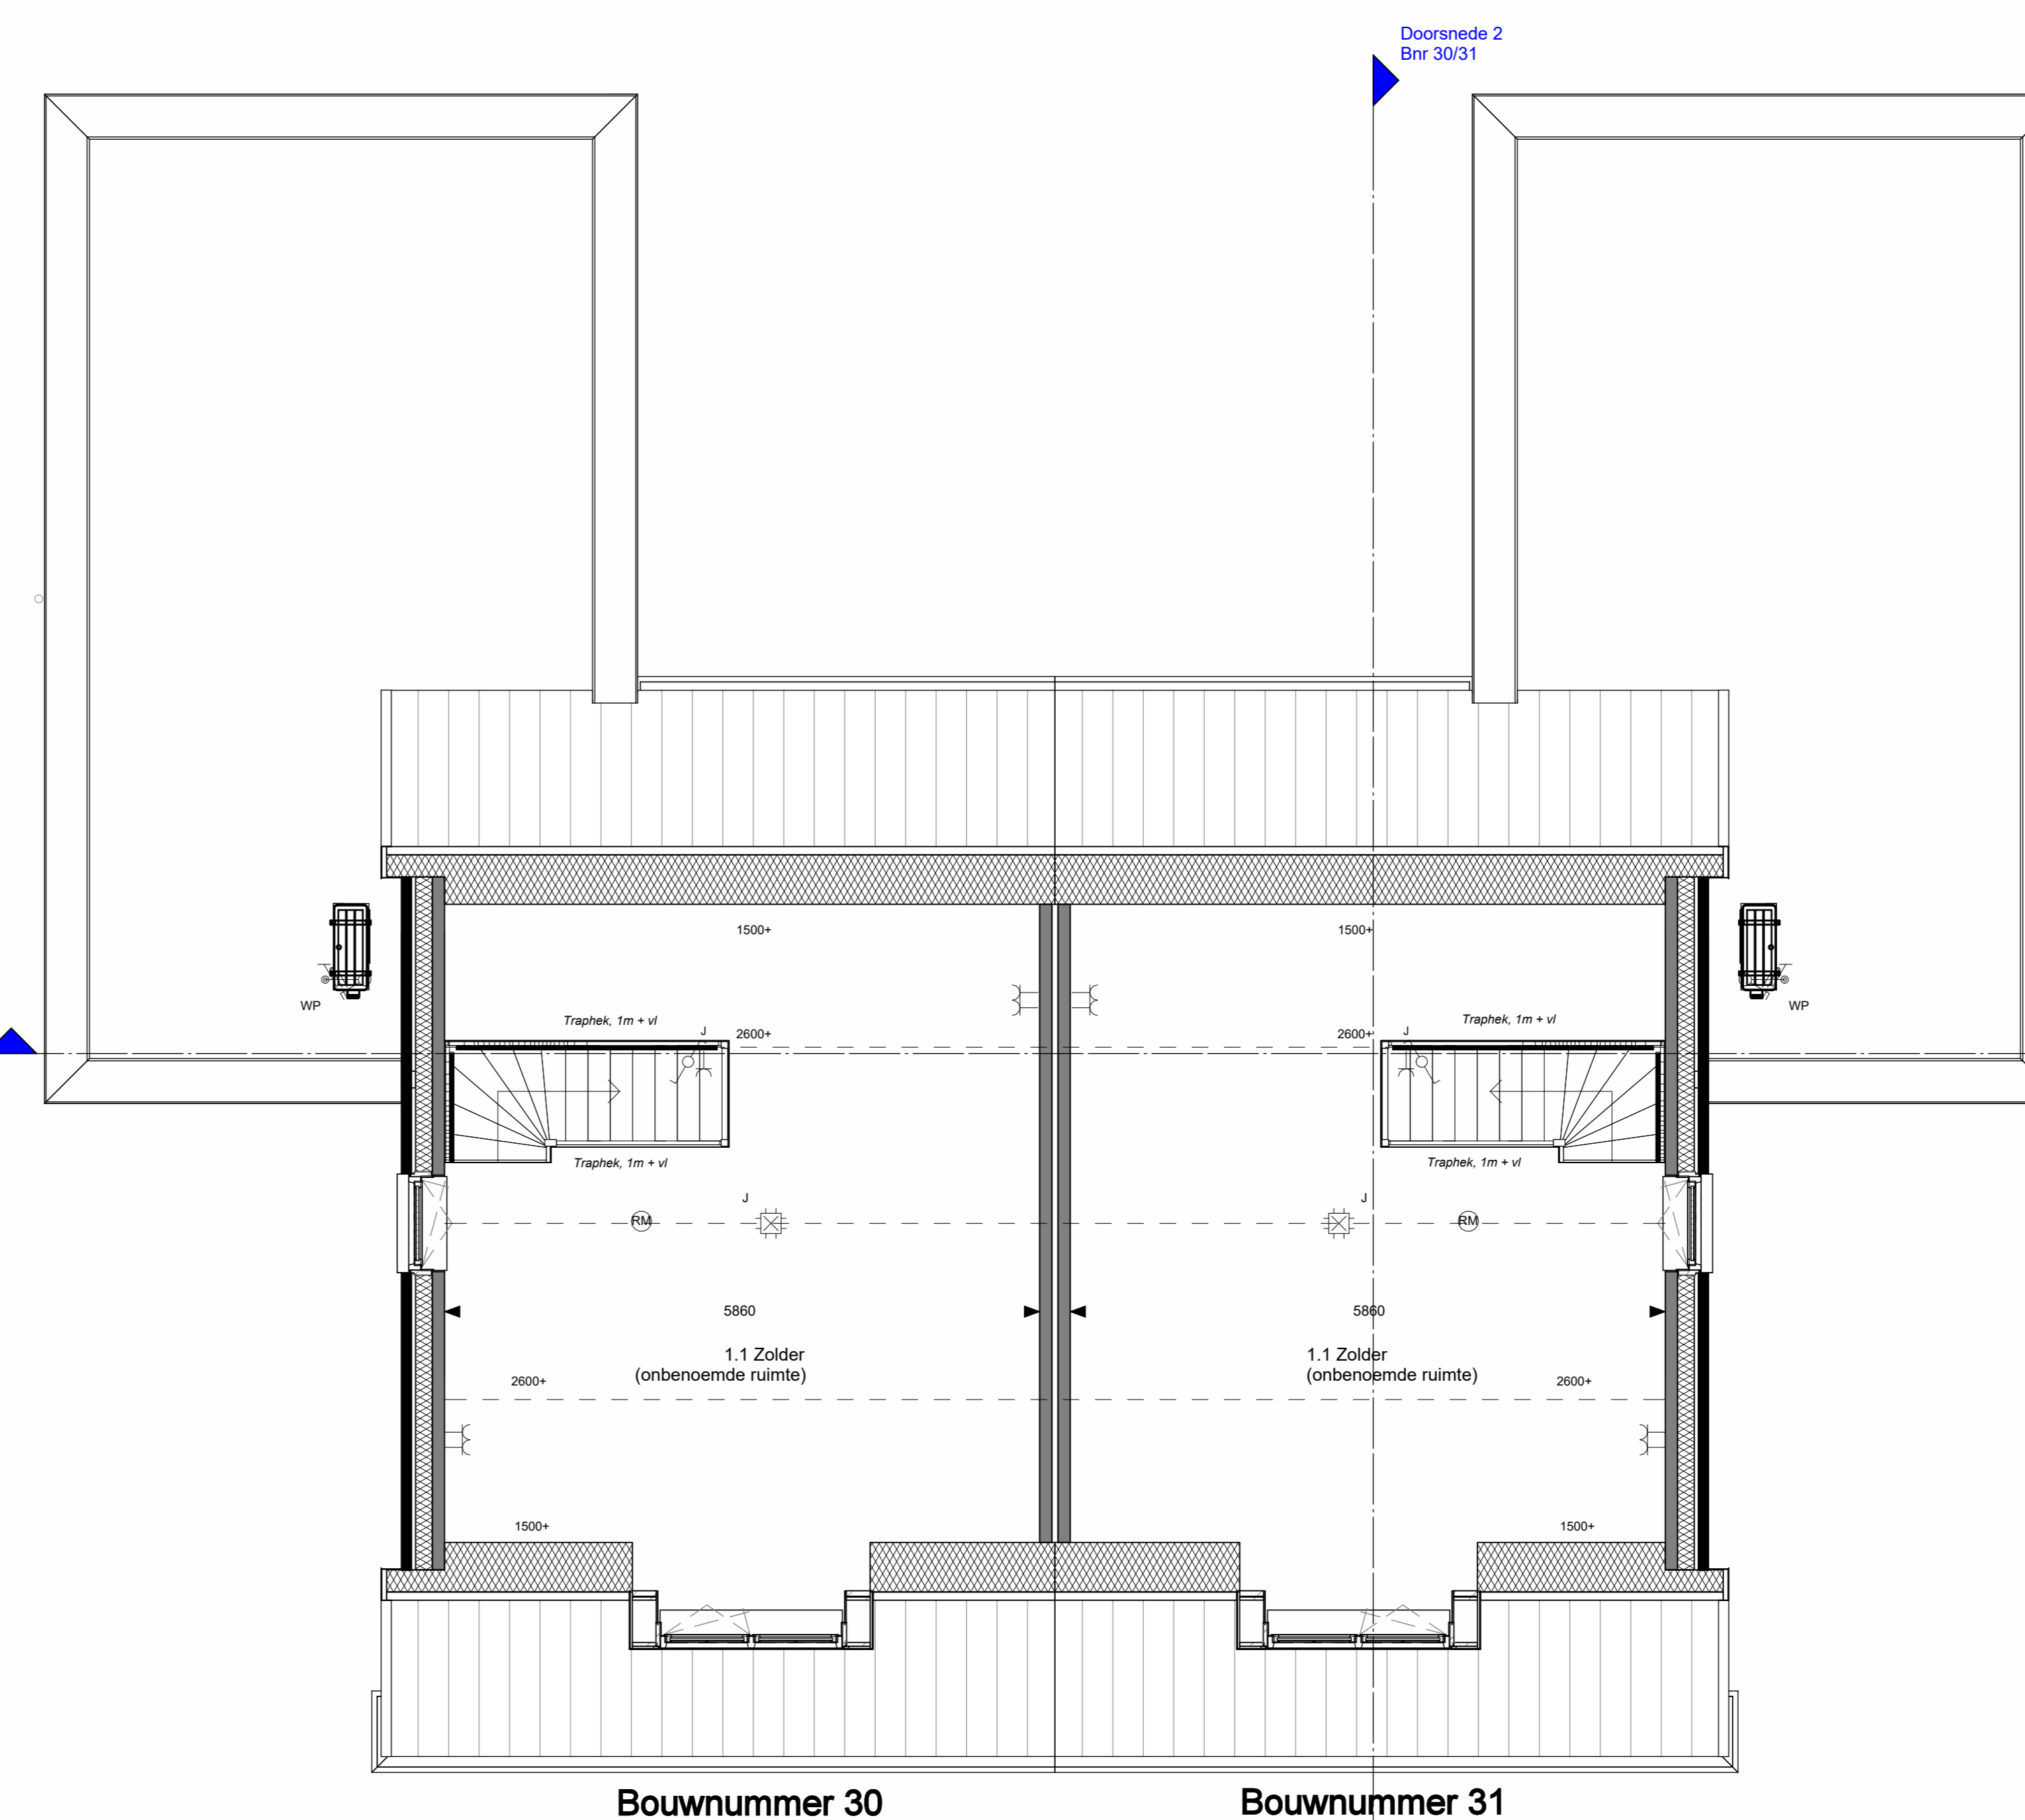 Doorsnede 2
Bnr 30/31
1500+
1500+
WP
WP
Traphek, 1m + vl
J
2600+
2600+
J
Traphek, 1m + vl
Traphek, 1m + vl
Traphek, 1m + vl
J
J
RM
RM
5860
5860
1.1 Zolder
(onbenoemde ruimte)
1.1 Zolder
(onbenoemde ruimte)
2600+
2600+
1500+
1500+
Bouwnummer 30
Bouwnummer 31